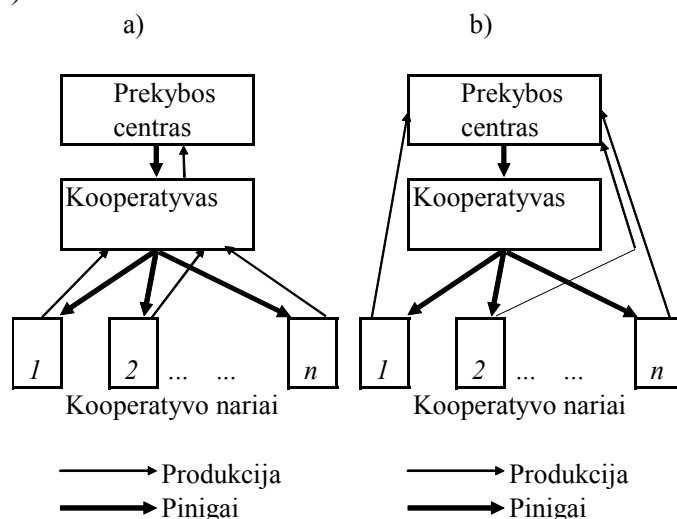 a)
Prekybos
centras
Kooperatyvas
1
2
... ...
n
Kooperatyvo nariai
Produkcija
Pinigai
b)
Prekybos
centras
Kooperatyvas
1
2
... ...
n
Kooperatyvo nariai
Produkcija
Pinigai